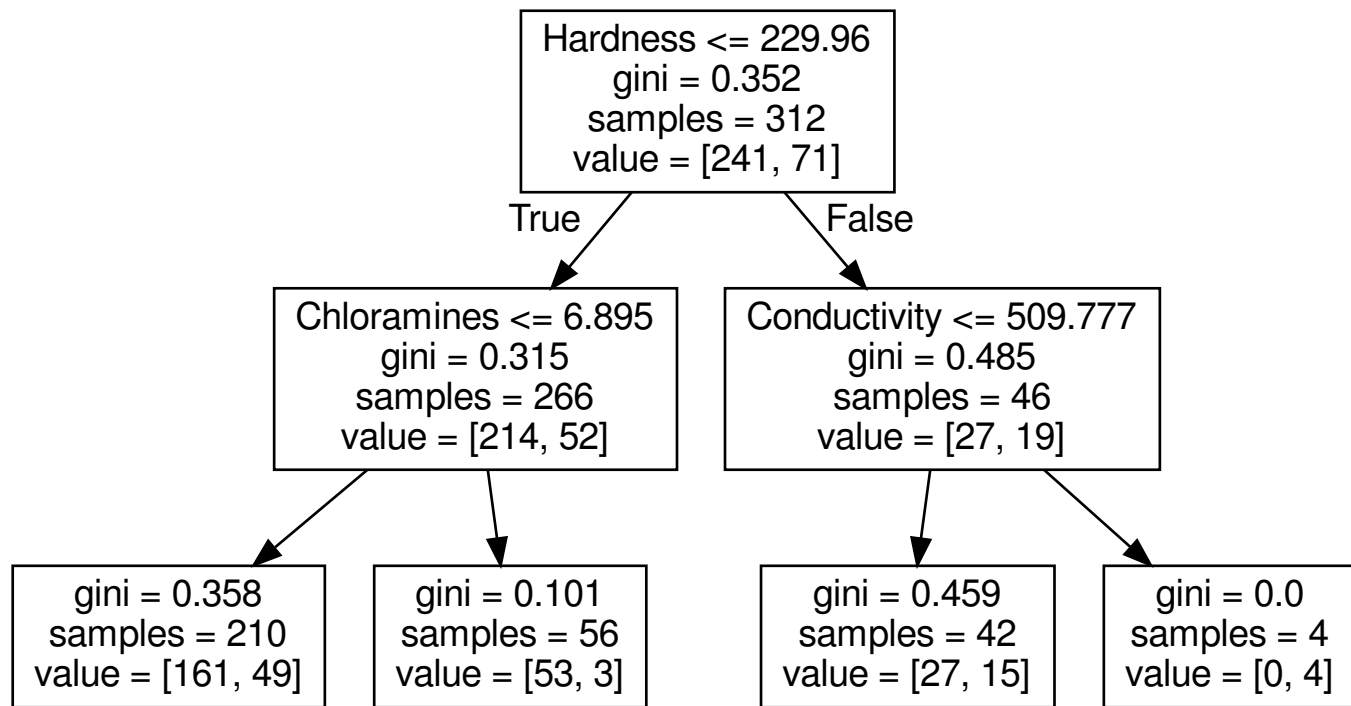 Hardness <= 229.96
gini = 0.352
samples = 312
value = [241, 71]
True
False
Chloramines <= 6.895
gini = 0.315
samples = 266
value = [214, 52]
Conductivity <= 509.777
gini = 0.485
samples = 46
value = [27, 19]
gini = 0.358
samples = 210
value = [161, 49]
gini = 0.101
samples = 56
value = [53, 3]
gini = 0.459
samples = 42
value = [27, 15]
gini = 0.0
samples = 4
value = [0, 4]